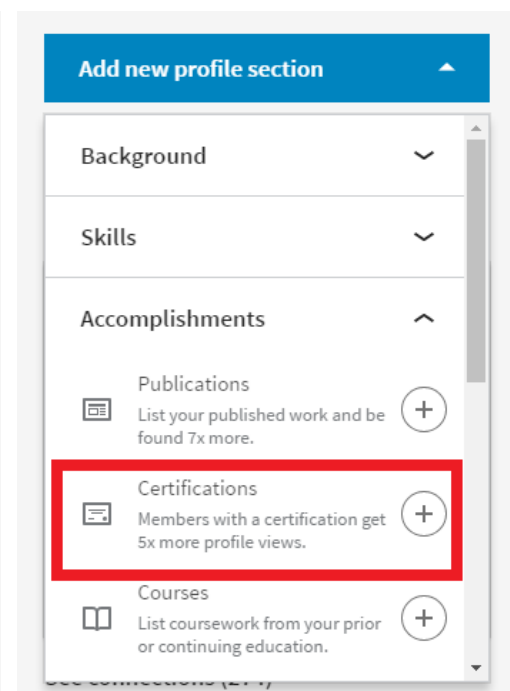 Add new profile section
Background
Skills
Accomplishments
Publications
List your published work and be
found 7x more.
Certifications
Members with a certification get
5x more profile views.
Courses
List coursework from your prior
or continuing education.